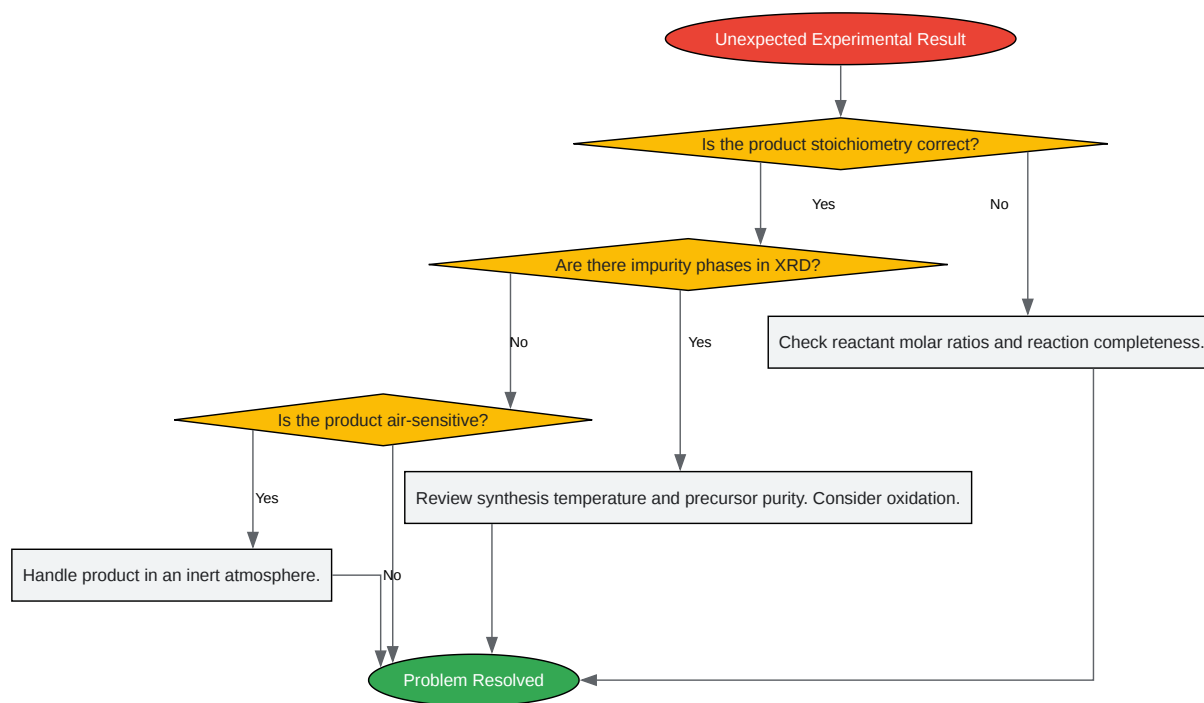 Unexpected Experimental Result
Is the product stoichiometry correct?
Yes
No
Are there impurity phases in XRD?
No
Yes
Check reactant molar ratios and reaction completeness.
Is the product air-sensitive?
Yes
Review synthesis temperature and precursor purity. Consider oxidation.
Handle product in an inert atmosphere.
No
Problem Resolved